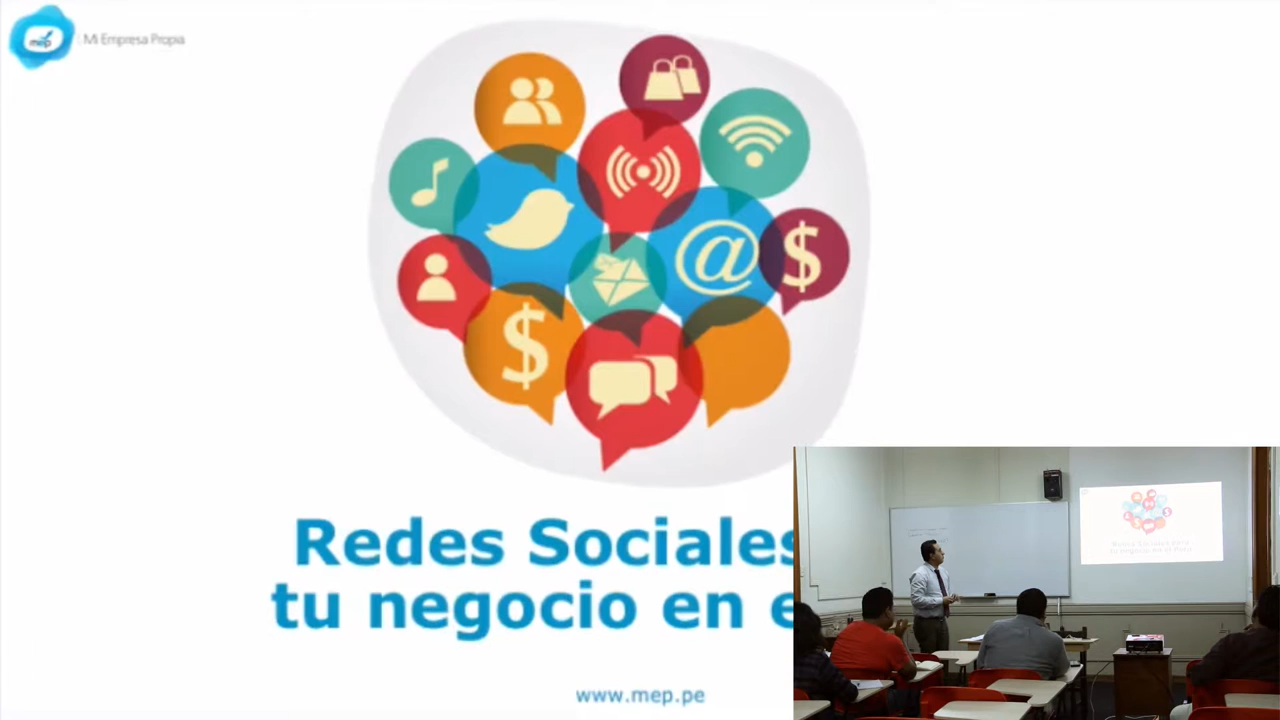 mep
Mi Empresa Propia
@
$
$
Redes Sociales
tu negocio en e
www.mep.pe